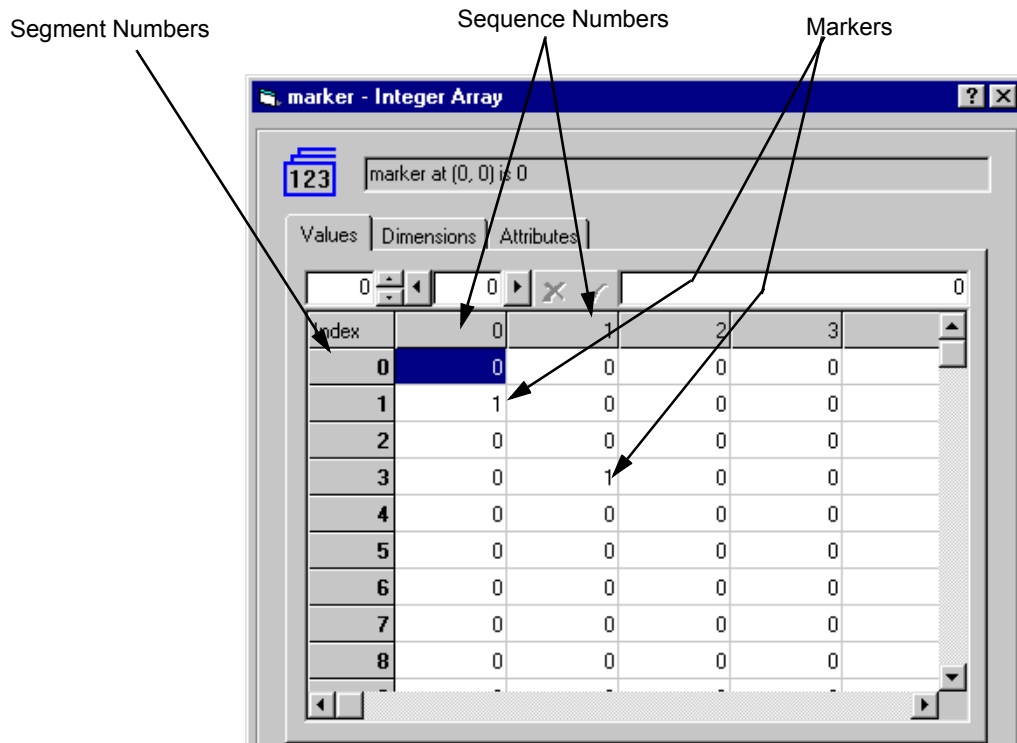 Segment Numbers
Sequence Numbers
Markers
marker - Integer Array
123
marker at (0, 0) is 0
Values Dimensions Attributes
0 0 0
Index 0 1 2 3
0 0 0 0 0
1 1 0 0 0
2 0 0 0 0
3 0 1 0 0
4 0 0 0 0
5 0 0 0 0
6 0 0 0 0
7 0 0 0 0
8 0 0 0 0